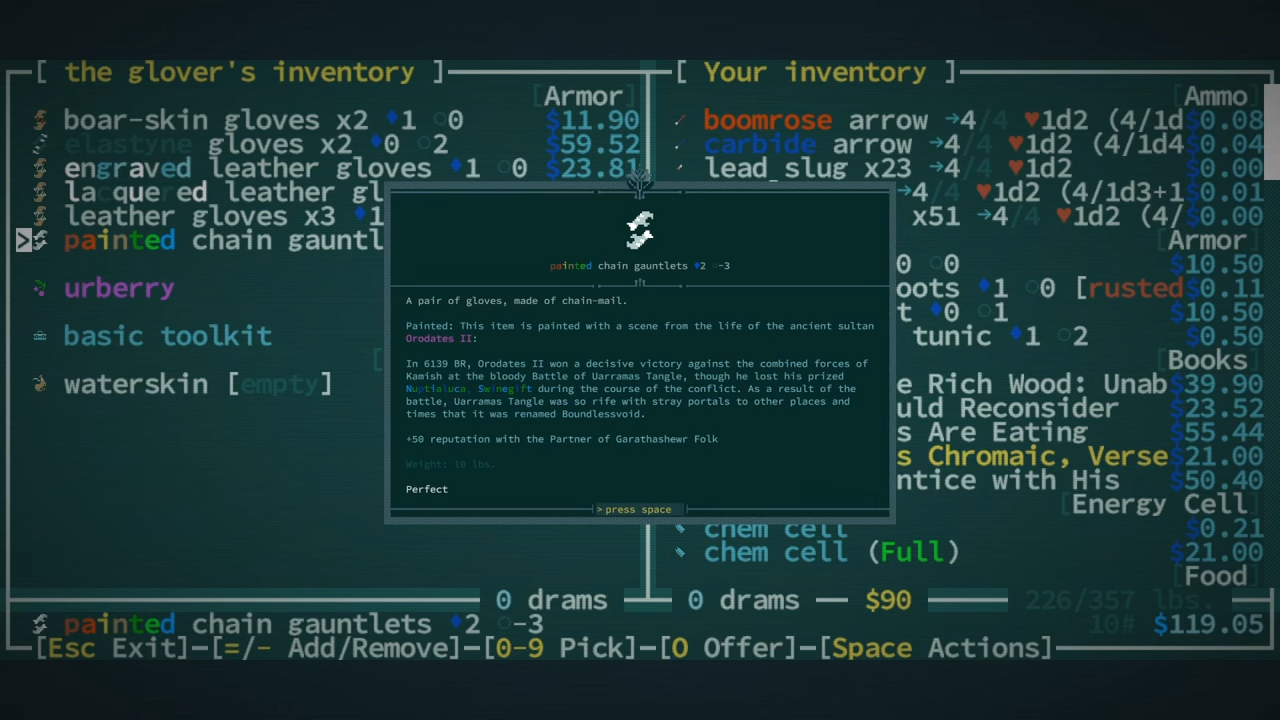 [ the glover's inventory ]
[Armor]
boar-skin gloves x2 ♦1 ○0 $11.90
elastyne gloves x2 ♦0 ○2 $59.52
engraved leather gloves ♦1 ○0 $23.81
lacquered leather gl
leather gloves x3 ♦1
> painted chain gauntl
urberry
basic toolkit
[
waterskin [empty]
[ Your inventory ]
[Ammo]
boomrose arrow →4/4 ♥1d2 (4/1d $0.08
carbide arrow →4/4 ♥1d2 (4/1d4 $0.04
lead slug x23 →4/4 ♥1d2 $0.00
→4/4 ♥1d2 (4/1d3+1 $0.01
x51 →4/4 ♥1d2 (4/ $0.00
[Armor]
0 ○0 $10.50
oots ♦1 ○0 [rusted $0.11
t ♦0 ○1 $10.50
tunic ♦1 ○2 $0.50
[Books]
e Rich Wood: Unab $39.90
uld Reconsider $23.52
s Are Eating $55.44
s Chromaic, Verse $21.00
ntice with His $50.40
[Energy Cell]
chem cell $0.21
chem cell (Full) $21.00
[Food]
painted chain gauntlets ♦2 ○-3
A pair of gloves, made of chain-mail.
Painted: This item is painted with a scene from the life of the ancient sultan
Orodates II:
In 6139 BR, Orodates II won a decisive victory against the combined forces of
Kamish at the bloody Battle of Uarramas Tangle, though he lost his prized
Nuptialuca, Swinegift during the course of the conflict. As a result of the
battle, Uarramas Tangle was so rife with stray portals to other places and
times that it was renamed Boundlessvoid.
+50 reputation with the Partner of Garathashewr Folk
Weight: 10 lbs.
Perfect
> press space
0 drams
0 drams — $90
226/357 lbs.
painted chain gauntlets ♦2 ○-3
10# $119.05
[Esc Exit]—[=/- Add/Remove]—[0-9 Pick]—[O Offer]—[Space Actions]